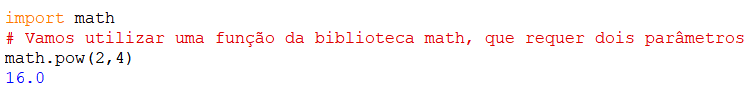 import math
# Vamos utilizar uma função da biblioteca math, que requer dois parâmetros
math.pow(2,4)
16.0